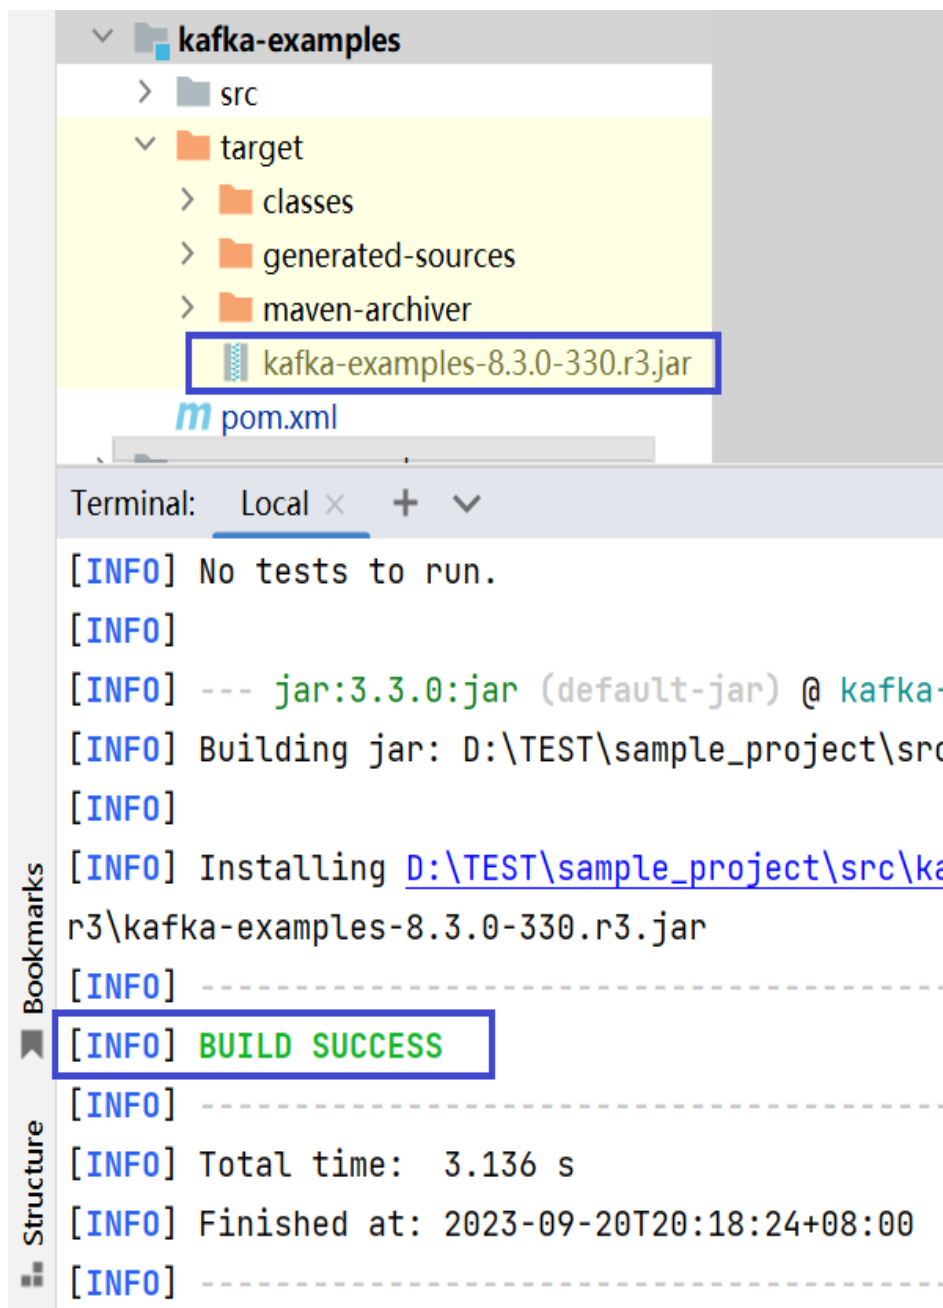 kafka-examples
src
target
classes
generated-sources
maven-archiver
kafka-examples-8.3.0-330.r3.jar
m pom.xml
Terminal: Local × + 
[INFO] No tests to run.
[INFO]
[INFO] --- jar:3.3.0:jar (default-jar) @ kafka-
[INFO] Building jar: D:\TEST\sample_project\src
[INFO]
[INFO] Installing D:\TEST\sample_project\src\ka
r3\kafka-examples-8.3.0-330.r3.jar
[INFO] ----------------------------------------
[INFO] BUILD SUCCESS
[INFO] ----------------------------------------
[INFO] Total time:  3.136 s
[INFO] Finished at: 2023-09-20T20:18:24+08:00
[INFO] ----------------------------------------
Bookmarks
Structure